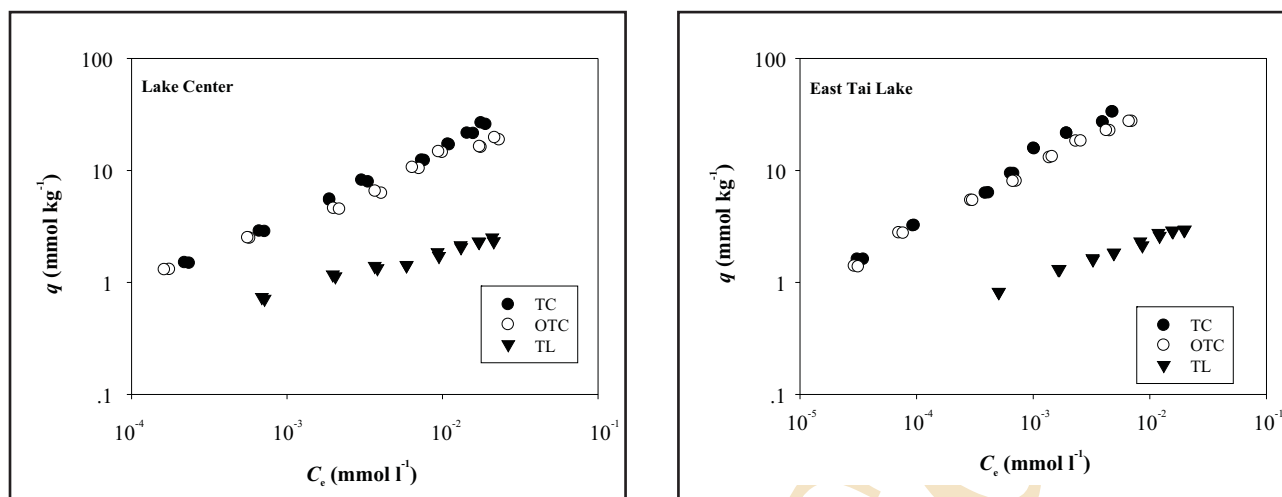 Lake Center
100
10
1
.1
q (mmol kg⁻¹)
10⁻⁴
10⁻³
10⁻²
10⁻¹
Cₑ (mmol l⁻¹)
TC
OTC
TL
East Tai Lake
100
10
1
.1
q (mmol kg⁻¹)
10⁻⁵
10⁻⁴
10⁻³
10⁻²
10⁻¹
Cₑ (mmol l⁻¹)
TC
OTC
TL